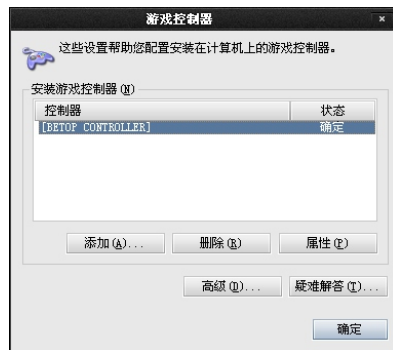 游戏控制器
这些设置帮助您配置安装在计算机上的游戏控制器。
安装游戏控制器(N)
控制器 状态
[BETOP CONTROLLER] 确定
添加(A)... 删除(R) 属性(P)
高级(D)... 疑难解答(T)...
确定